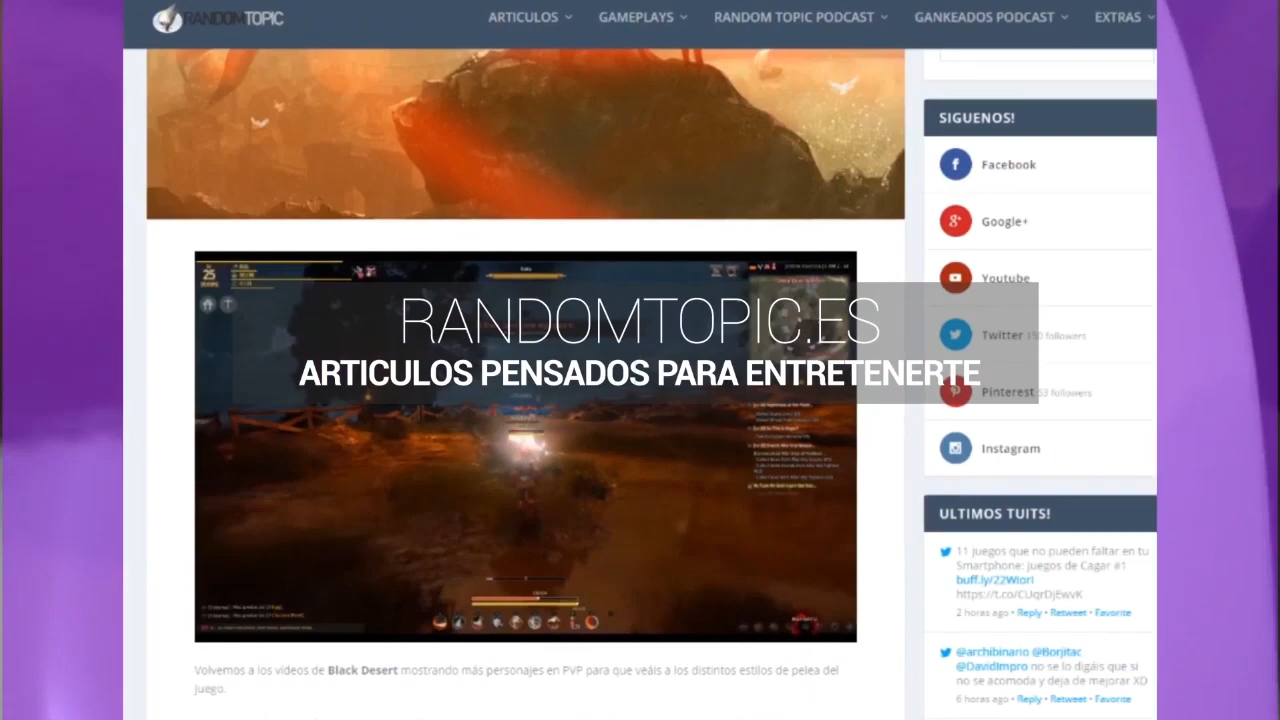 RANDOMTOPIC
ARTICULOS
GAMEPLAYS
RANDOM TOPIC PODCAST
GANKEADOS PODCAST
EXTRAS
25
RANDOMTOPIC.ES
ARTICULOS PENSADOS PARA ENTRETENERTE
Volvemos a los vídeos de Black Desert mostrando más personajes en PVP para que veáis a los distintos estilos de pelea del
juego.
SIGUENOS!
Facebook
Google+
Youtube
Twitter 150 followers
Pinterest 53 followers
Instagram
ULTIMOS TUITS!
11 juegos que no pueden faltar en tu
Smartphone: Juegos de Cagar #1
buff.ly/22WiorI
https://t.co/CUqrDjEwvK
2 horas ago • Reply • Retweet • Favorite
@archibinario @Borjitac
@DavidImpro no se lo digáis que si
no se acomoda y deja de mejorar XD
6 horas ago • Reply • Retweet • Favorite